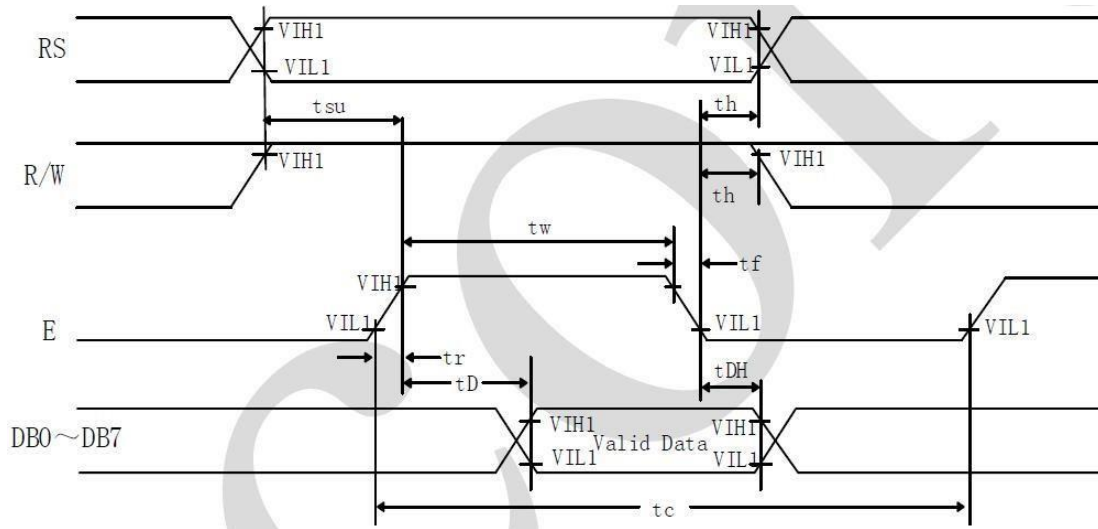 RS VIH1 VIH1
VIL1 VIL1
tsu th
R/W VIH1 VIH1
th
tw
tf
VIH1
E VIL1 VIL1 VIL1
tr
tD tDH
DB0～DB7 VIH1 Valid Data VIH1
VIL1 VIL1
tc